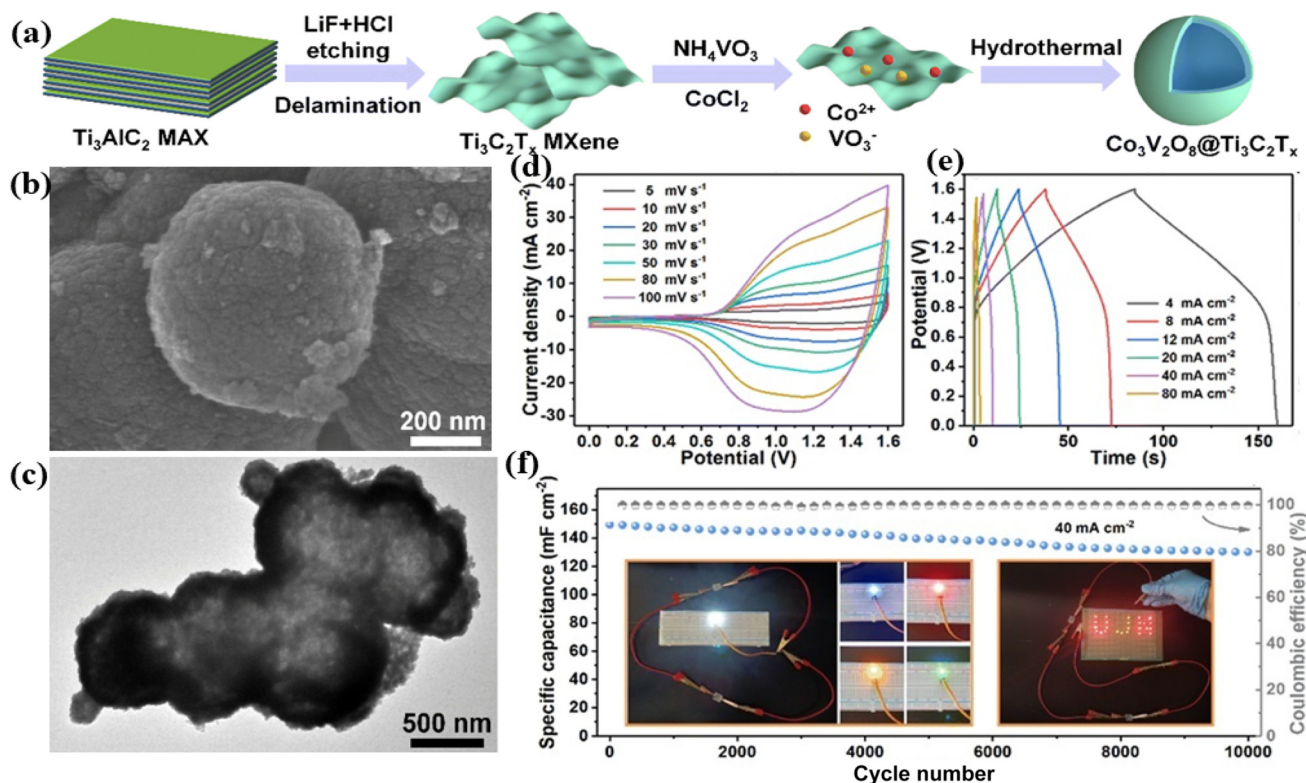 (a)
LiF+HCl
etching
Delamination
NH₄VO₃
CoCl₂
Hydrothermal
Ti₃AlC₂ MAX
Ti₃C₂Tₓ MXene
Co²⁺
VO₃⁻
Co₃V₂O₈@Ti₃C₂Tₓ
(b)
200 nm
(c)
500 nm
(d)
Current density (mA cm⁻²)
40
30
20
10
0
-10
-20
-30
5 mV s⁻¹
10 mV s⁻¹
20 mV s⁻¹
30 mV s⁻¹
50 mV s⁻¹
80 mV s⁻¹
100 mV s⁻¹
0.0 0.2 0.4 0.6 0.8 1.0 1.2 1.4 1.6
Potential (V)
(e)
Potential (V)
1.6
1.4
1.2
1.0
0.8
0.6
0.4
0.2
0.0
4 mA cm⁻²
8 mA cm⁻²
12 mA cm⁻²
20 mA cm⁻²
40 mA cm⁻²
80 mA cm⁻²
0 50 100 150
Time (s)
(f)
Specific capacitance (mF cm⁻²)
160
140
120
100
80
60
40
20
0
40 mA cm⁻²
UJN
100
80
60
40
20
0
Coulombic efficiency (%)
0 2000 4000 6000 8000 10000
Cycle number